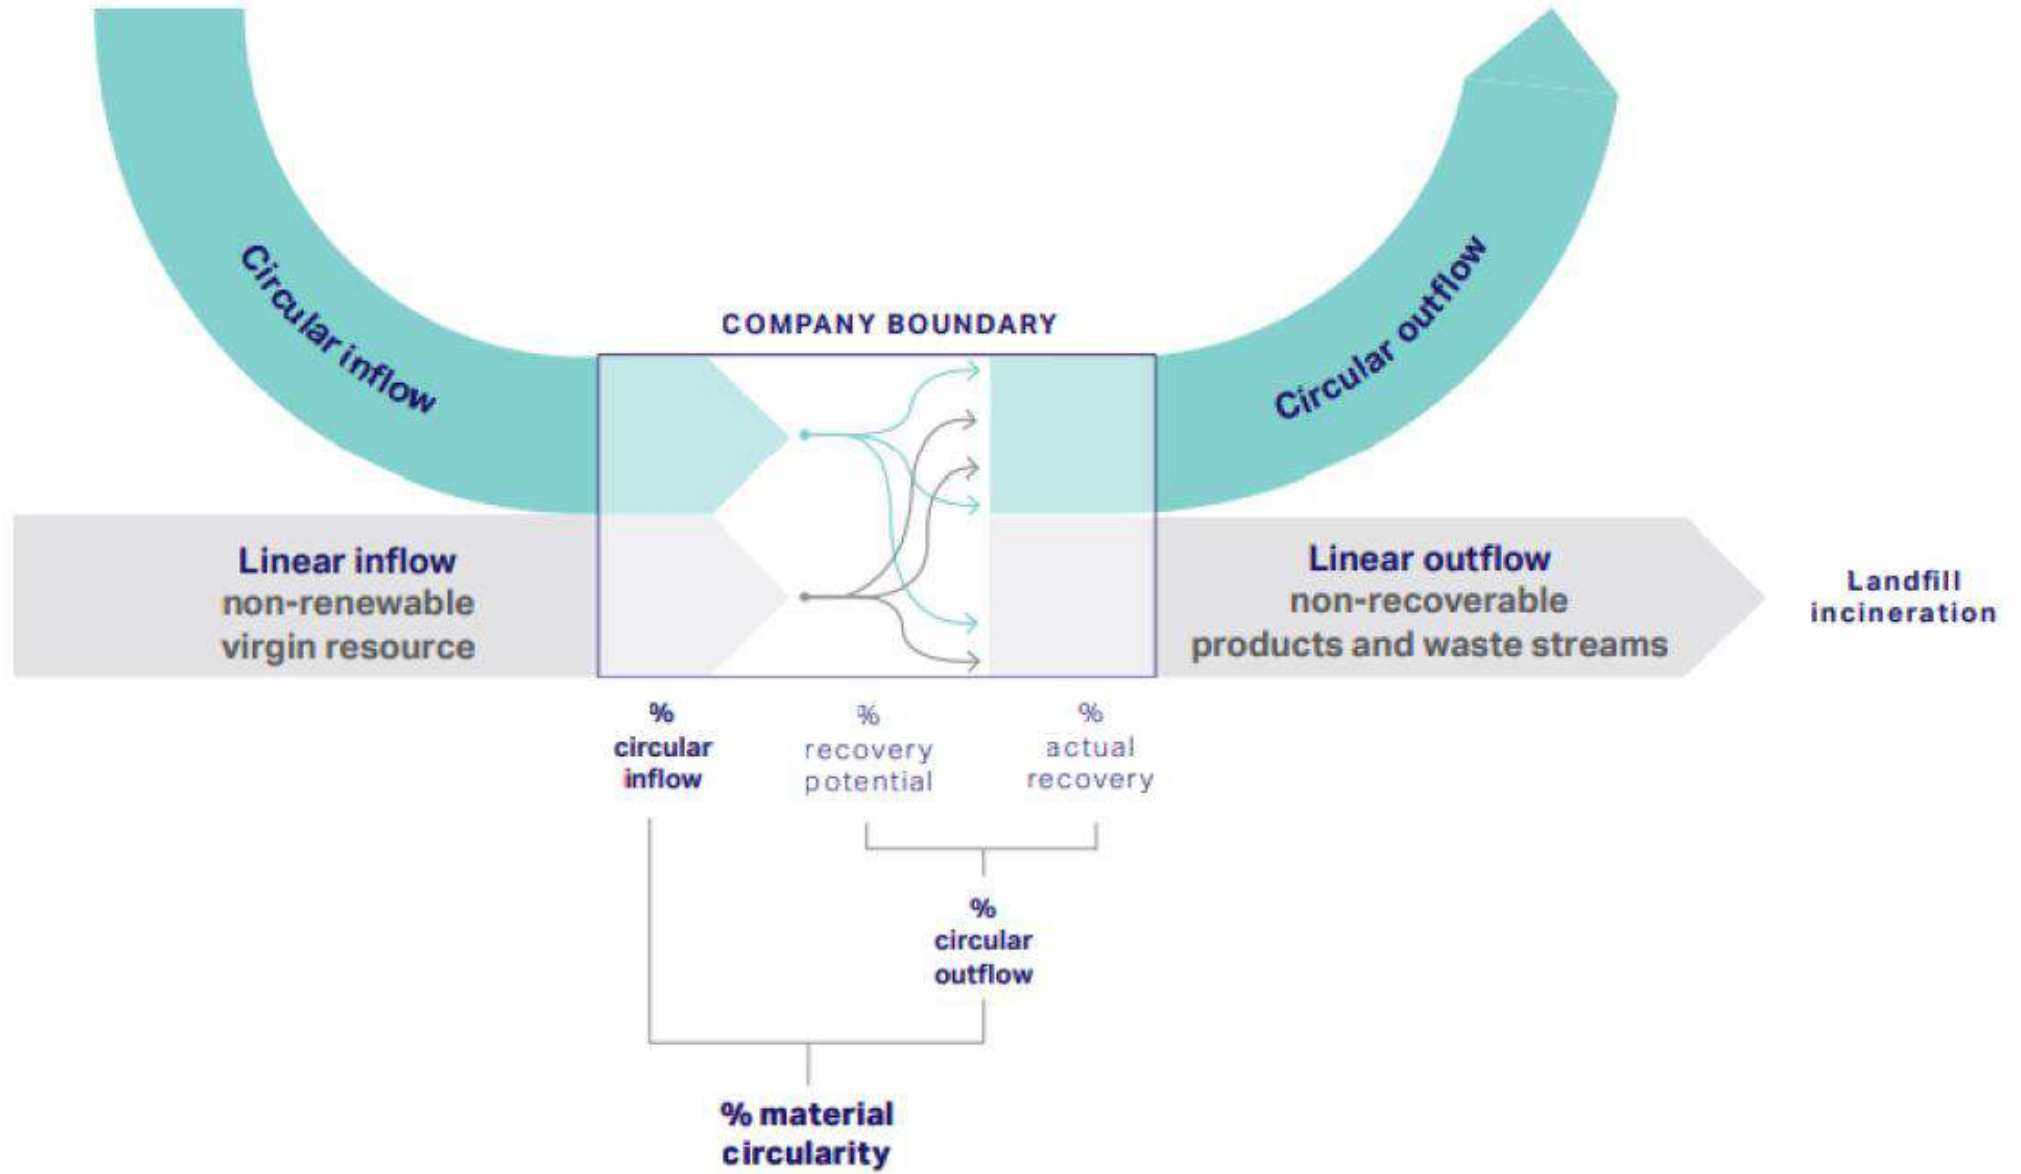 Circular inflow
COMPANY BOUNDARY
Circular outflow
Linear inflow
non-renewable
virgin resource
Linear outflow
non-recoverable
products and waste streams
Landfill
incineration
%
circular
inflow
%
recovery
potential
%
actual
recovery
%
circular
outflow
% material
circularity